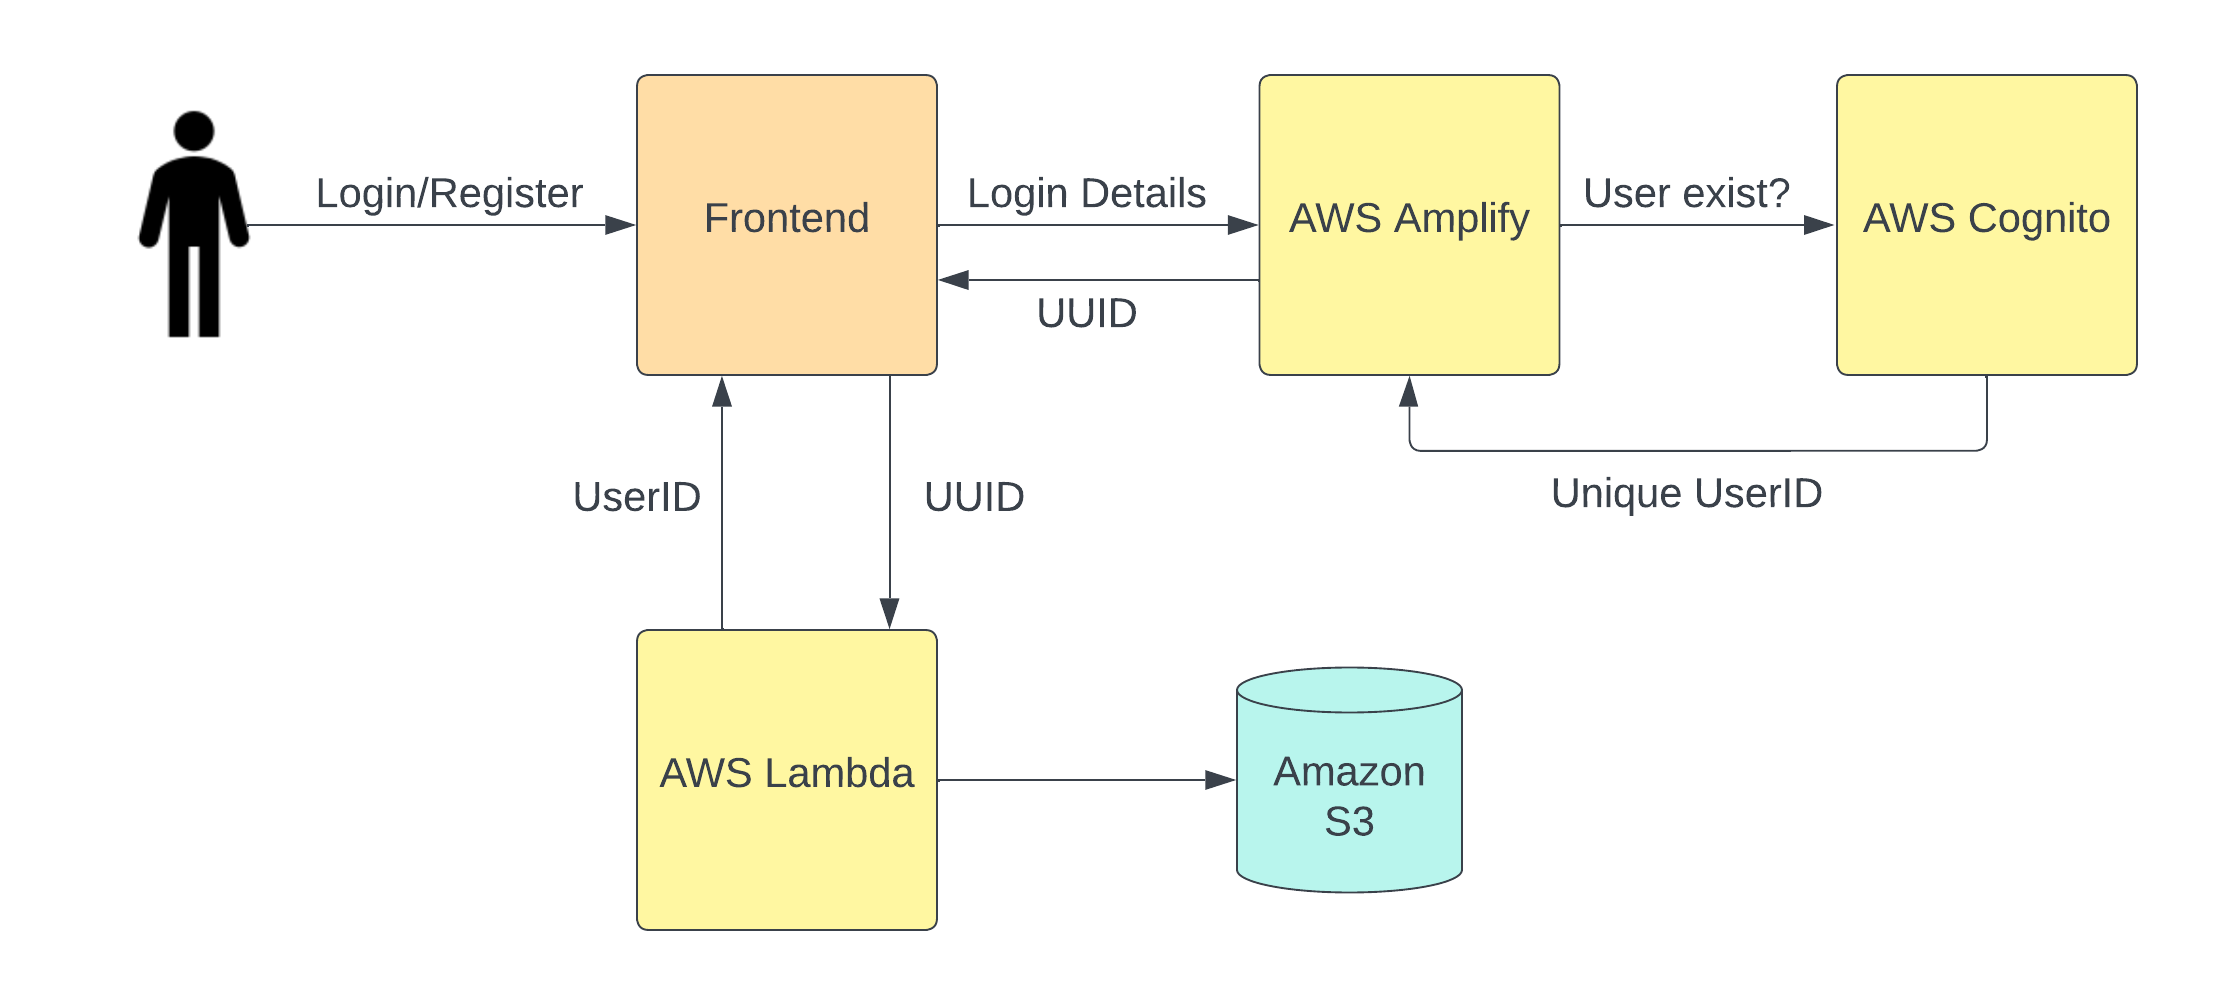 Login/Register
Frontend
Login Details
AWS Amplify
User exist?
AWS Cognito
UUID
UserID
UUID
Unique UserID
AWS Lambda
Amazon
S3